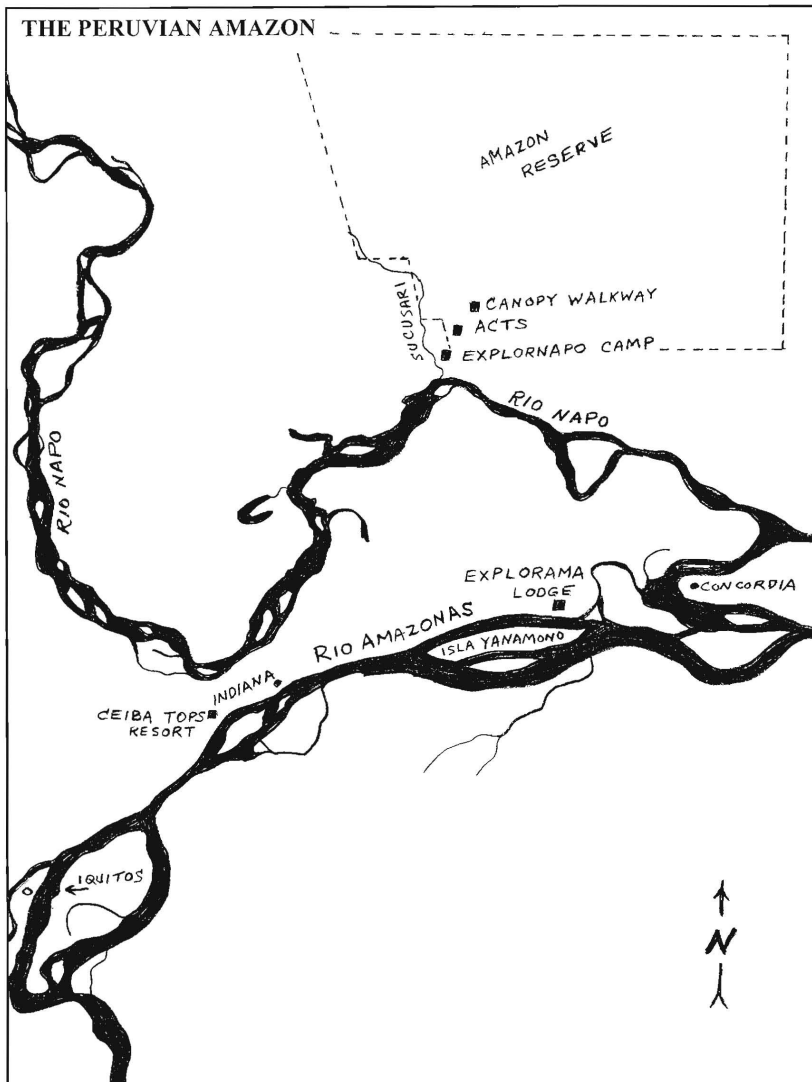 THE PERUVIAN AMAZON
AMAZON
RESERVE
SUCUSARI
CANOPY WALKWAY
ACTS
EXPLORNAPO CAMP
RIO NAPO
RIO NAPO
EXPLORAMA
LODGE
CONCORDIA
RIO AMAZONAS
ISLA YANAMONO
INDIANA
CEIBA TOPS
RESORT
IQUITOS
N